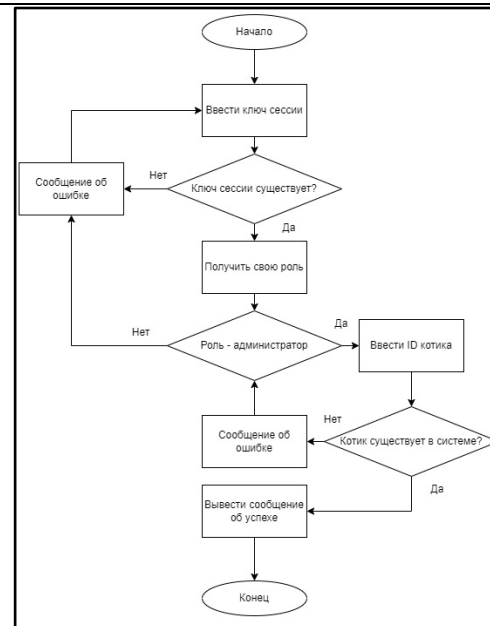 Начало
Ввести ключ сессии
Сообщение об
ошибке
Нет
Ключ сессии существует?
Да
Получить свою роль
Нет
Роль - администратор
Да
Ввести ID котика
Сообщение об
ошибке
Нет
Котик существует в системе?
Да
Вывести сообщение
об успехе
Конец